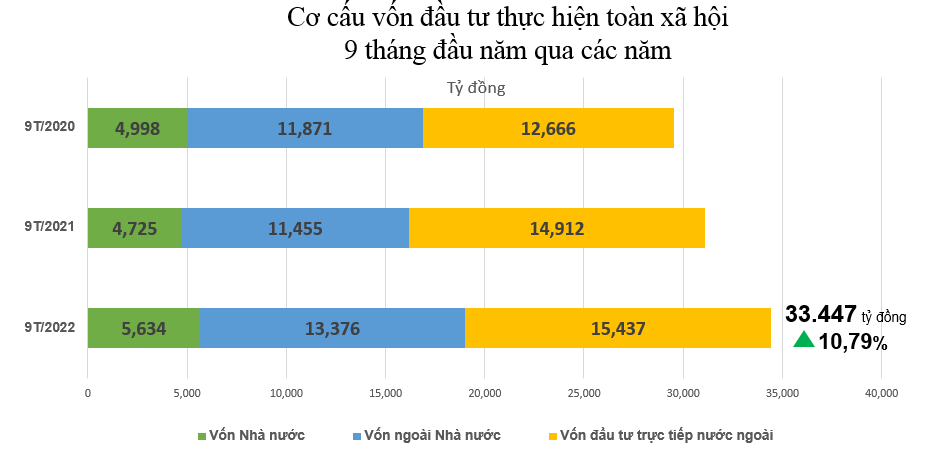 Cơ cấu vốn đầu tư thực hiện toàn xã hội
9 tháng đầu năm qua các năm
Tỷ đồng
9T/2020 4,998 11,871 12,666
9T/2021 4,725 11,455 14,912
9T/2022 5,634 13,376 15,437
33.447 tỷ đồng
10,79%
0 5,000 10,000 15,000 20,000 25,000 30,000 35,000 40,000
Vốn Nhà nước Vốn ngoài Nhà nước Vốn đầu tư trực tiếp nước ngoài